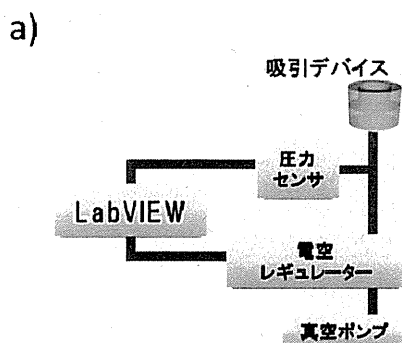 a)
吸引デバイス
圧力
センサ
LabVIEW
電空
レギュレーター
真空ポンプ